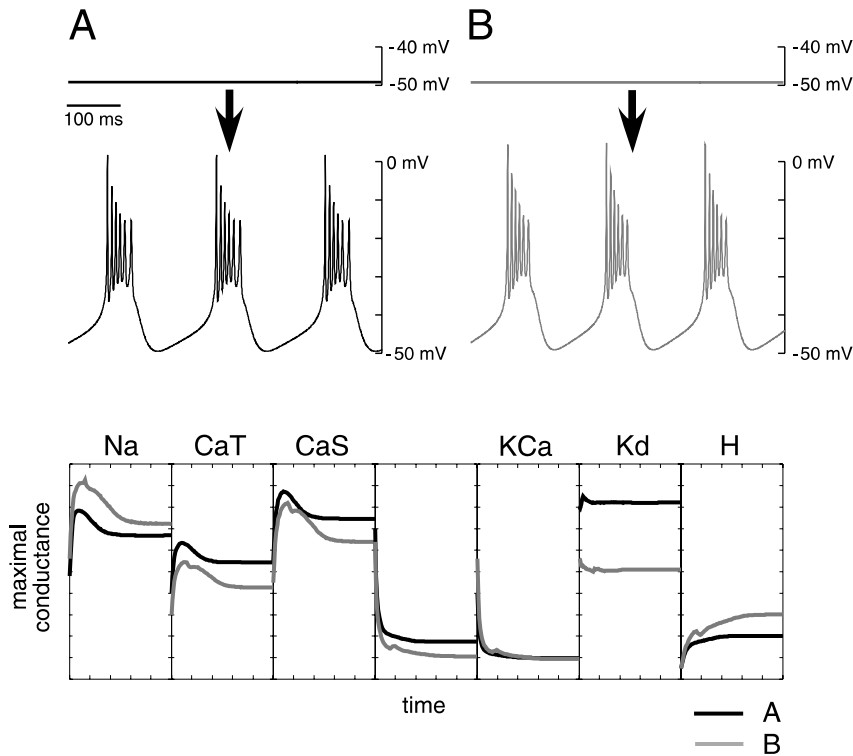 A
B
-40 mV
-50 mV
-40 mV
-50 mV
100 ms
0 mV
-50 mV
0 mV
-50 mV
Na
CaT
CaS
KCa
Kd
H
maximal
conductance
time
A
B